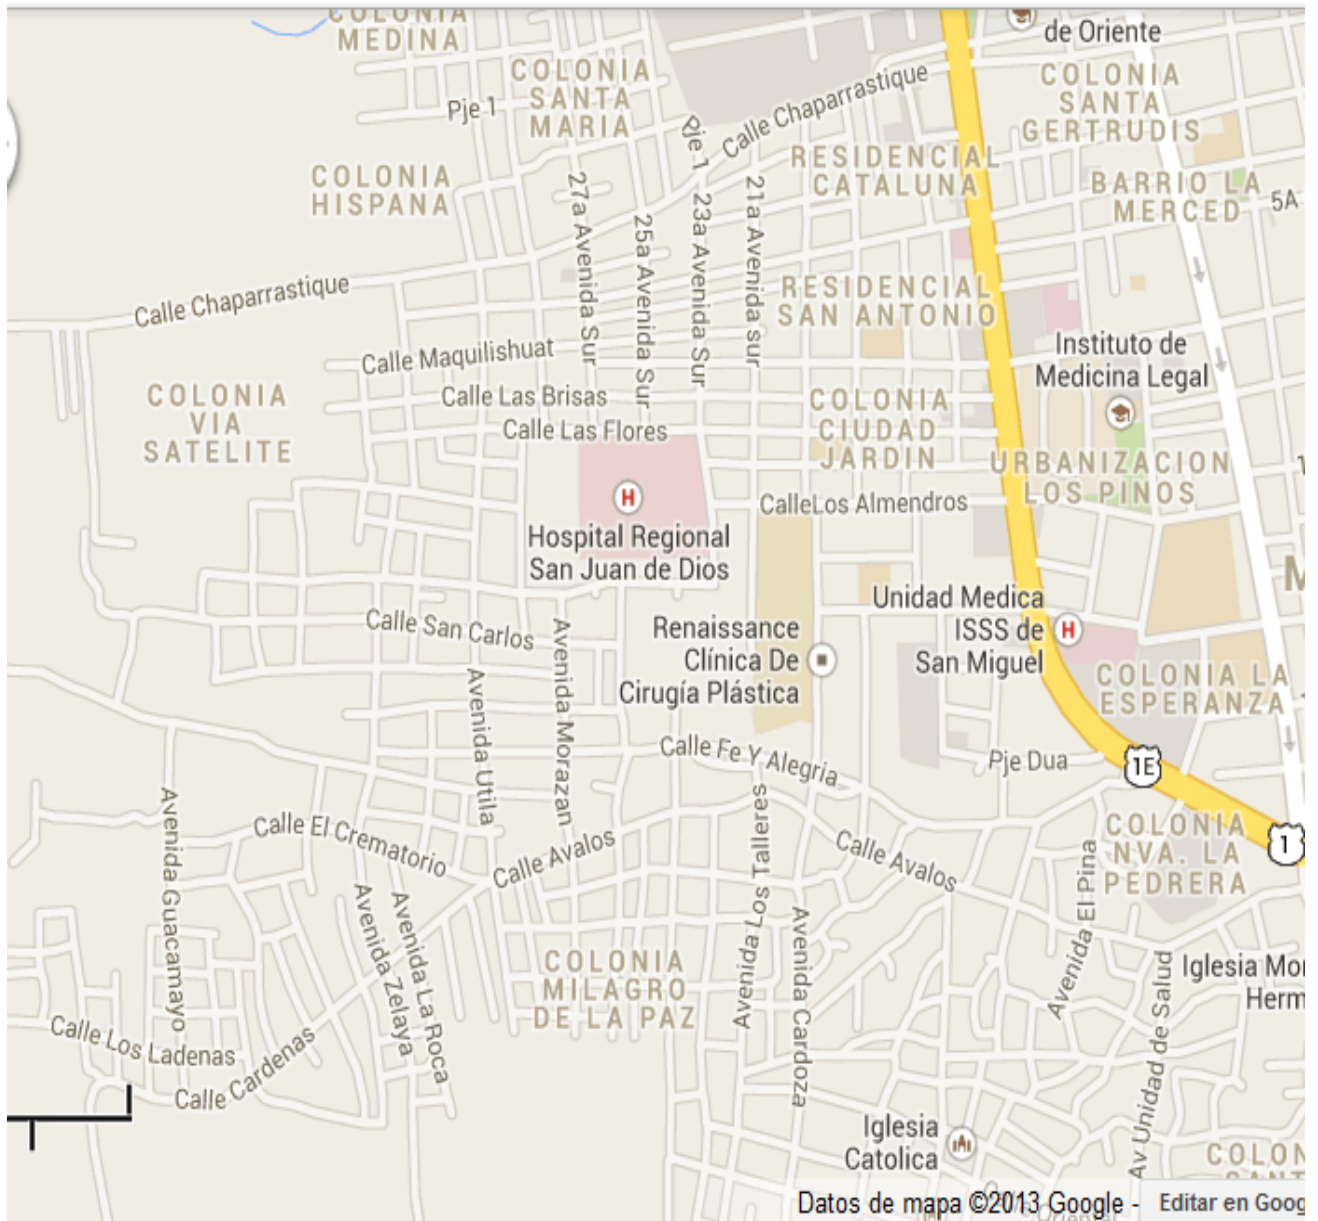 COLONIA
MEDINA
de Oriente
COLONIA
SANTA
MARIA
COLONIA
SANTA
GERTRUDIS
Pje 1
Pje 1
Calle Chaparrastique
RESIDENCIAL
CATALUNA
BARRIO LA
MERCED
5A
COLONIA
HISPANA
27a Avenida Sur
25a Avenida Sur
23a Avenida Sur
21a Avenida sur
Calle Chaparrastique
RESIDENCIAL
SAN ANTONIO
Calle Maquilishuat
Instituto de
Medicina Legal
COLONIA
VIA
SATELITE
Calle Las Brisas
Calle Las Flores
COLONIA
CIUDAD
JARDIN
URBANIZACION
LOS PINOS
H
Hospital Regional
San Juan de Dios
CalleLos Almendros
M
Calle San Carlos
Avenida Morazan
Avenida Utila
Renaissance
Clínica De
Cirugía Plástica
Unidad Medica
ISSS de
San Miguel
H
COLONIA LA
ESPERANZA
Calle Fe Y Alegria
Pje Dua
1E
1
Avenida Guacamayo
Calle El Crematorio
Calle Avalos
Calle Avalos
COLONIA
NVA. LA
PEDRERA
Avenida Zelaya
Avenida La Roca
Avenida Los Talleres
Avenida Cardoza
Avenida El Pina
Av Unidad de Salud
COLONIA
MILAGRO
DE LA PAZ
Iglesia Mor
Herm
Calle Los Ladenas
Calle Cardenas
Iglesia
Catolica
COLON
Oriental
Datos de mapa ©2013 Google - Editar en Goog